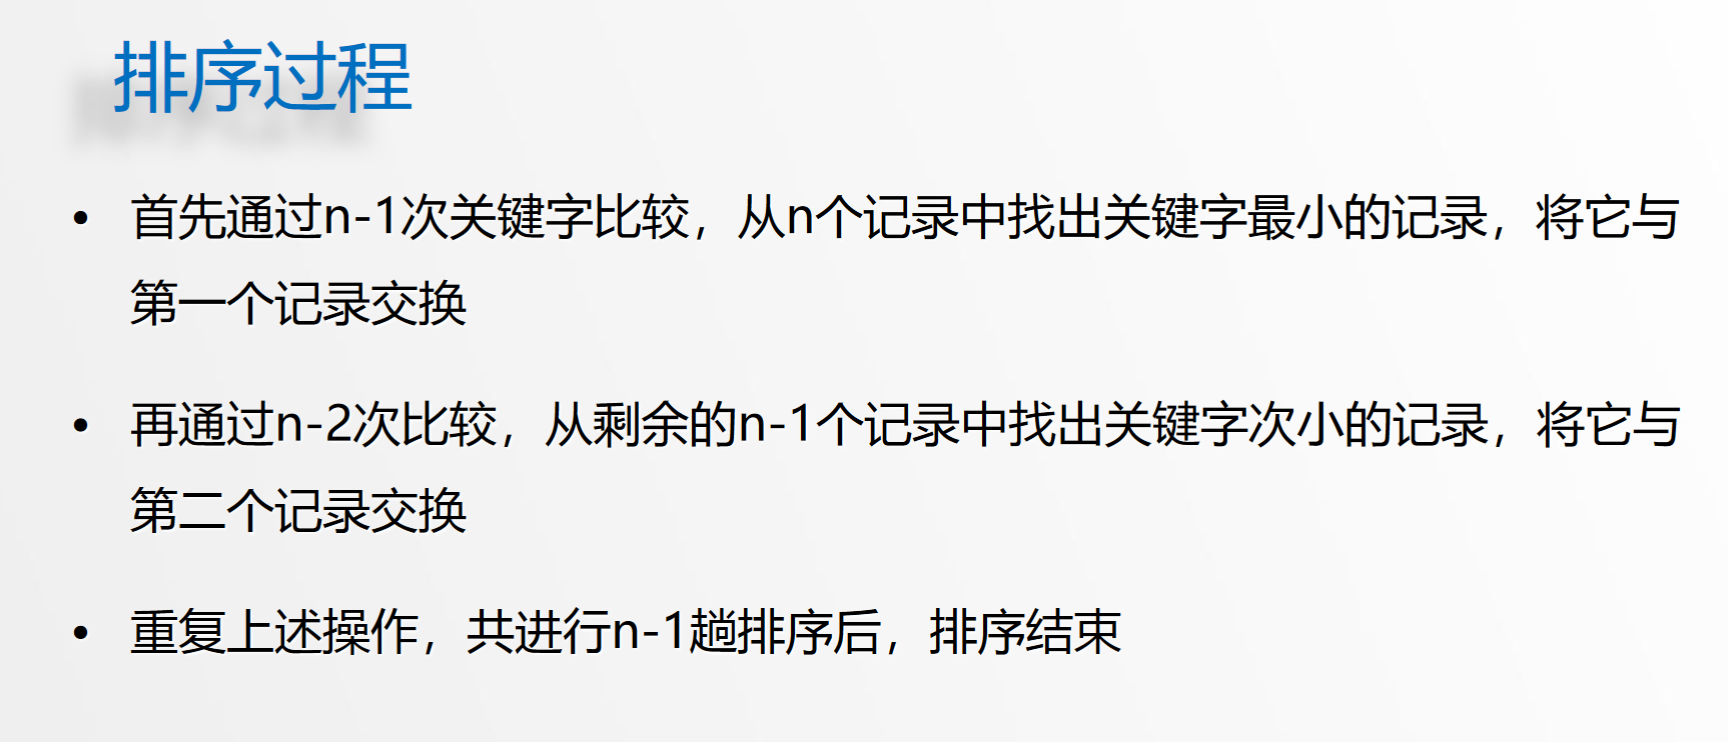 排序过程
• 首先通过n-1次关键字比较，从n个记录中找出关键字最小的记录，将它与
第一个记录交换
• 再通过n-2次比较，从剩余的n-1个记录中找出关键字次小的记录，将它与
第二个记录交换
• 重复上述操作，共进行n-1趟排序后，排序结束